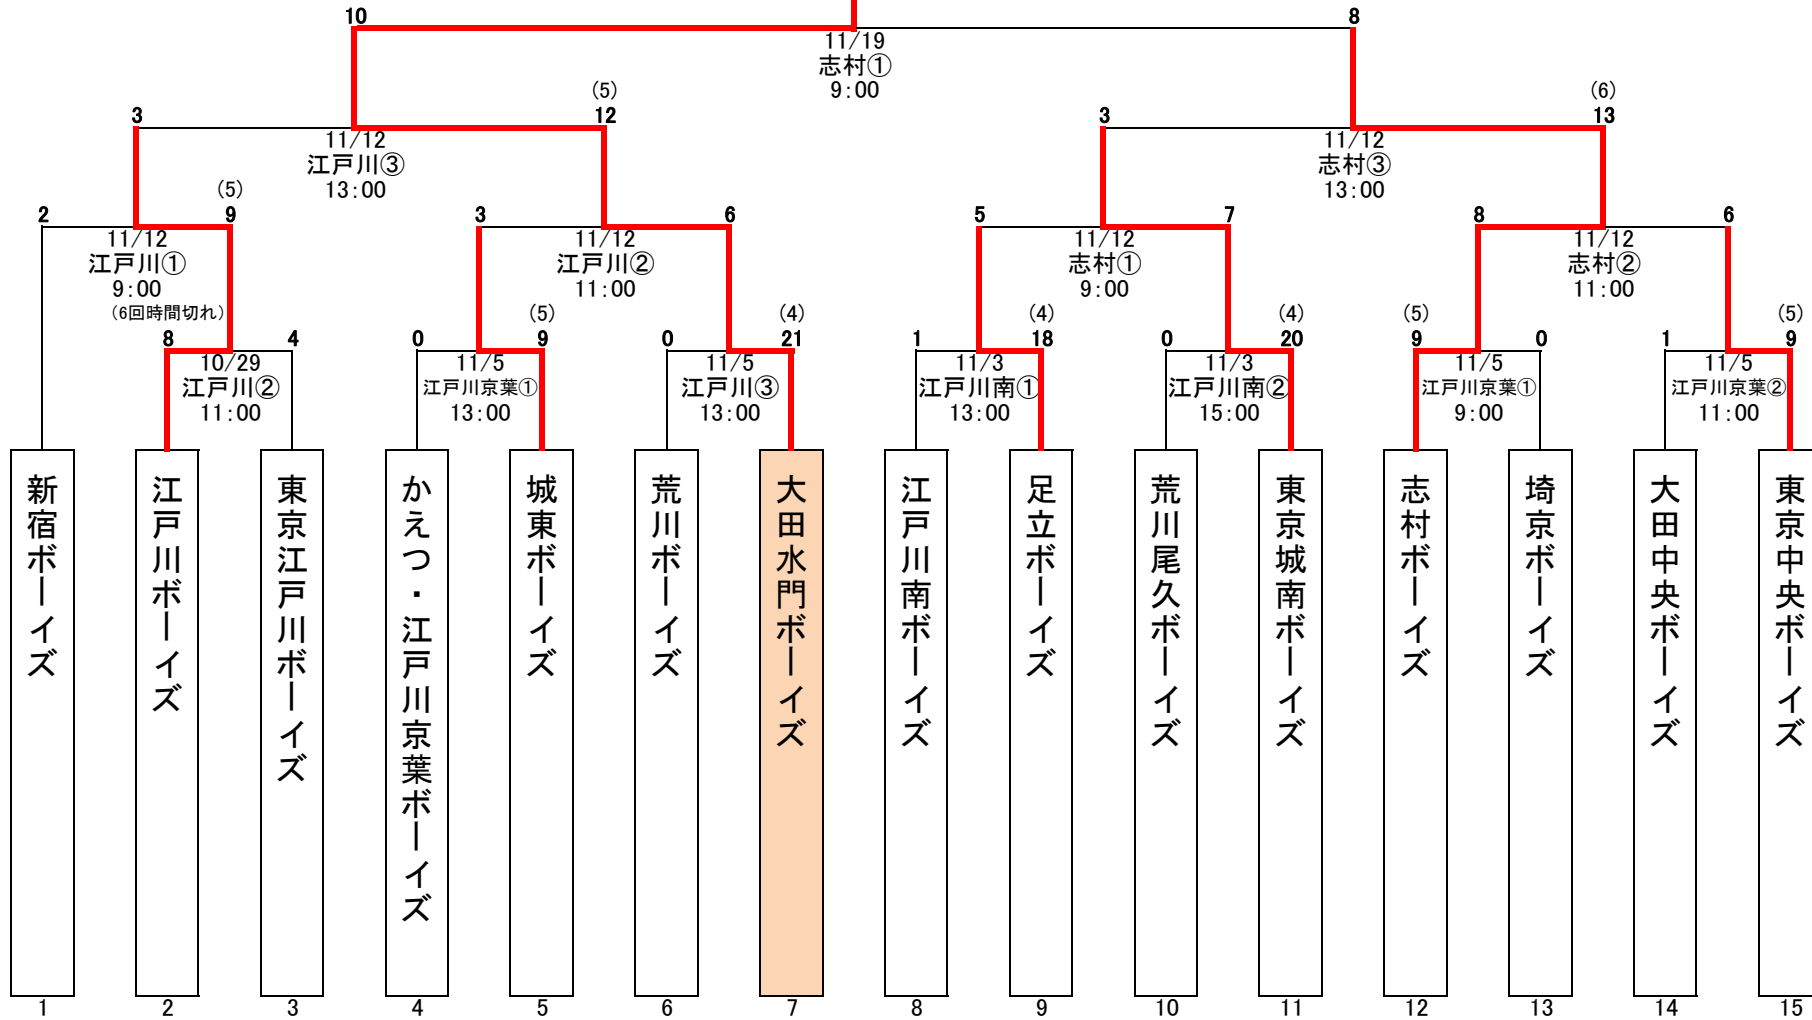 10 8
11/19
志村①
9:00
(5) (6)
3 12 3 13
11/12 11/12
江戸川③ 志村③
13:00 13:00
(5)
2 9 3 6 5 7 8 6
11/12 11/12 11/12 11/12
江戸川① 江戸川② 志村① 志村②
9:00 11:00 9:00 11:00
(6回時間切れ) (5) (4) (4) (4) (5) (5)
8 4 0 9 0 21 1 18 0 20 9 0 1 9
10/29 11/5 11/5 11/3 11/3 11/5 11/5
江戸川② 江戸川京葉① 江戸川③ 江戸川南① 江戸川南② 江戸川京葉① 江戸川京葉②
11:00 13:00 13:00 13:00 15:00 9:00 11:00
新宿ボーイズ
江戸川ボーイズ
東京江戸川ボーイズ
かえつ・江戸川京葉ボーイズ
城東ボーイズ
荒川ボーイズ
大田水門ボーイズ
江戸川南ボーイズ
足立ボーイズ
荒川尾久ボーイズ
東京城南ボーイズ
志村ボーイズ
埼京ボーイズ
大田中央ボーイズ
東京中央ボーイズ
1 2 3 4 5 6 7 8 9 10 11 12 13 14 15